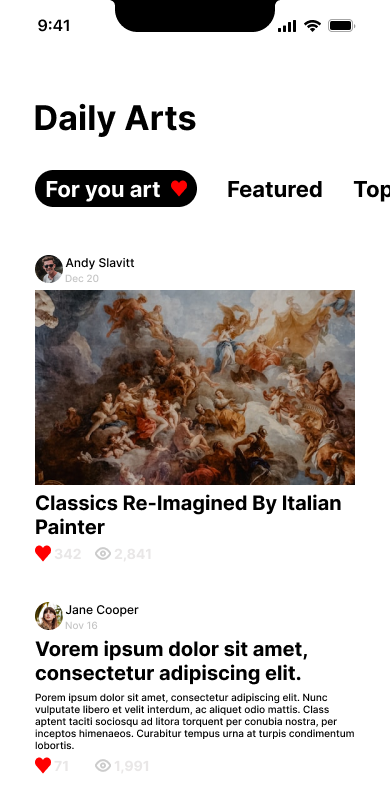 9:41
Daily Arts
For you art Featured Top
Andy Slavitt
Dec 20
Classics Re-Imagined By Italian
Painter
342 2,841
Jane Cooper
Nov 16
Vorem ipsum dolor sit amet,
consectetur adipiscing elit.
Porem ipsum dolor sit amet, consectetur adipiscing elit. Nunc
vulputate libero et velit interdum, ac aliquet odio mattis. Class
aptent taciti sociosqu ad litora torquent per conubia nostra, per
inceptos himenaeos. Curabitur tempus urna at turpis condimentum
lobortis.
71 1,991